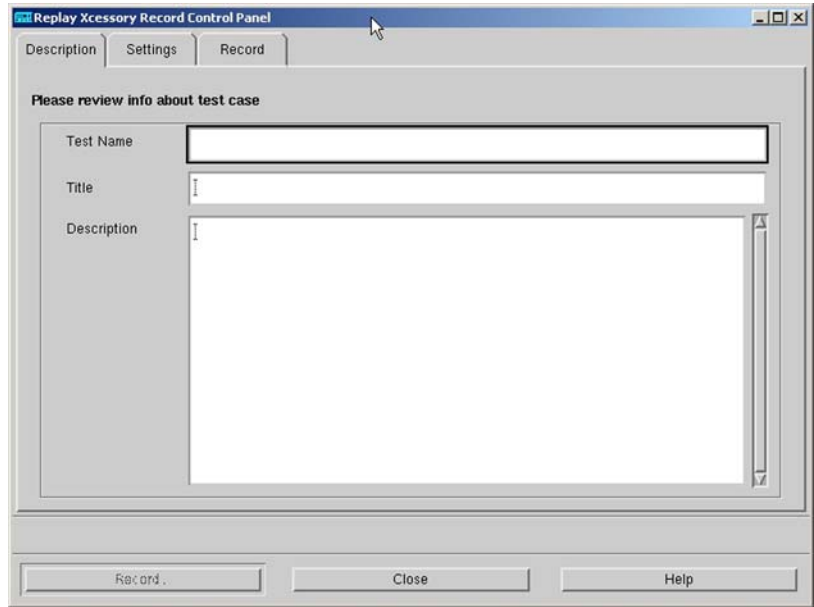 Replay Xcessory Record Control Panel
Description Settings Record
Please review info about test case
Test Name
Title
Description
Record . Close Help